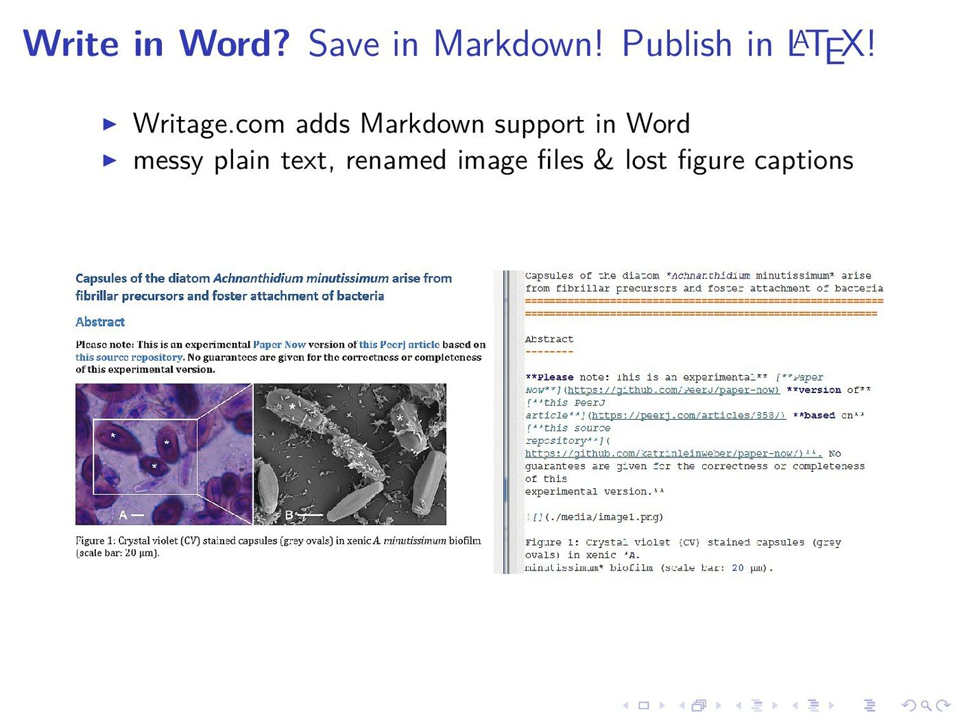 Write in Word? Save in Markdown! Publish in LATEX!
Writage.com adds Markdown support in Word
messy plain text, renamed image files & lost figure captions
Capsules of the diatom Achnanthidium minutissimum arise from
fibrillar precursors and foster attachment of bacteria
Abstract
Please note: This is an experimental Paper Now version of this PeerJ article based on
this source repository. No guarantees are given for the correctness or completeness
of this experimental version.
A
B
Figure 1: Crystal violet (CV) stained capsules (grey ovals) in xenic A. minutissimum biofilm
(scale bar: 20 µm).
Capsules of the diatom *Achnanthidium minutissimum* arise
from fibrillar precursors and foster attachment of bacteria
===========================================================
==========================================================
Abstract
--------
**Please note: This is an experimental** [**Paper
Now**](https://github.com/PeerJ/paper-now) **version of**
[**this PeerJ
article**](https://peerj.com/articles/858/) **based on**
[**this source
repository**](
https://github.com/katrinleinweber/paper-now/)**. No
guarantees are given for the correctness or completeness
of this
experimental version.**
![](./media/image1.png)
Figure 1: Crystal violet (CV) stained capsules (grey
ovals) in xenic *A.
minutissimum* biofilm (scale bar: 20 µm).